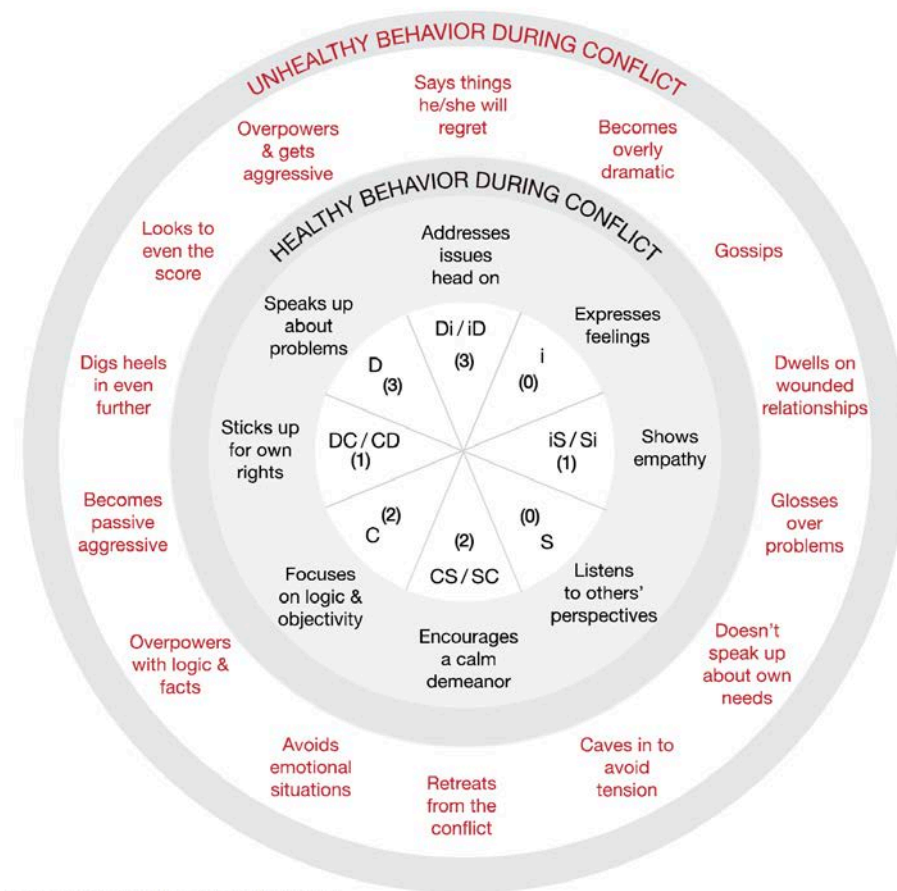 UNHEALTHY BEHAVIOR DURING CONFLICT
Says things
he/she will
regret
Becomes
overly
dramatic
Gossips
Dwells on
wounded
relationships
Glosses
over
problems
Doesn't
speak up
about own
needs
Caves in to
avoid
tension
Retreats
from the
conflict
Avoids
emotional
situations
Overpowers
with logic &
facts
Becomes
passive
aggressive
Digs heels
in even
further
Looks to
even the
score
Overpowers
& gets
aggressive
HEALTHY BEHAVIOR DURING CONFLICT
Addresses
issues
head on
Expresses
feelings
Shows
empathy
Listens
to others'
perspectives
Encourages
a calm
demeanor
Focuses
on logic &
objectivity
Sticks up
for own
rights
Speaks up
about
problems
Di / iD
(3)
i
(0)
iS / Si
(1)
(0)
S
(2)
CS / SC
(2)
C
DC / CD
(1)
D
(3)